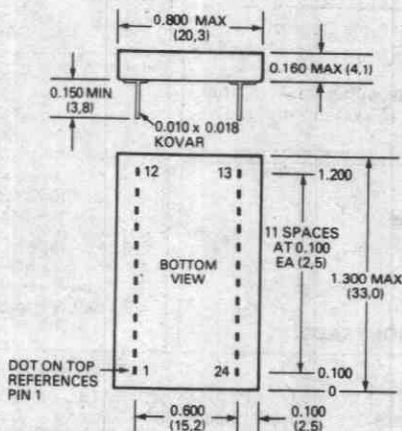 0.800 MAX
(20,3)
0.160 MAX (4,1)
0.150 MIN
(3,8)
0.010 x 0.018
KOVAR
12
13
1.200
11 SPACES
AT 0.100
EA (2,5)
BOTTOM
VIEW
1.300 MAX
(33,0)
DOT ON TOP
REFERENCES
PIN 1
1
24
0.100
0
0.600
(15,2)
0.100
(2,5)